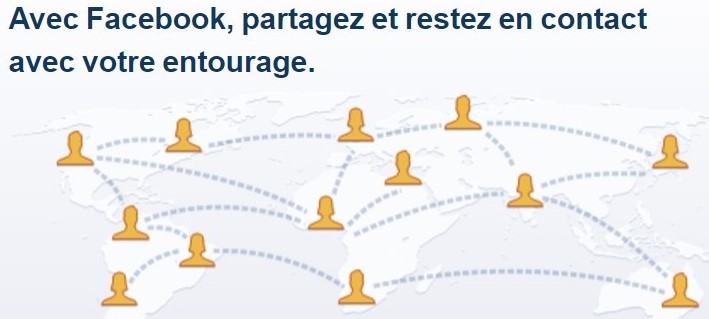 Avec Facebook, partagez et restez en contact
avec votre entourage.